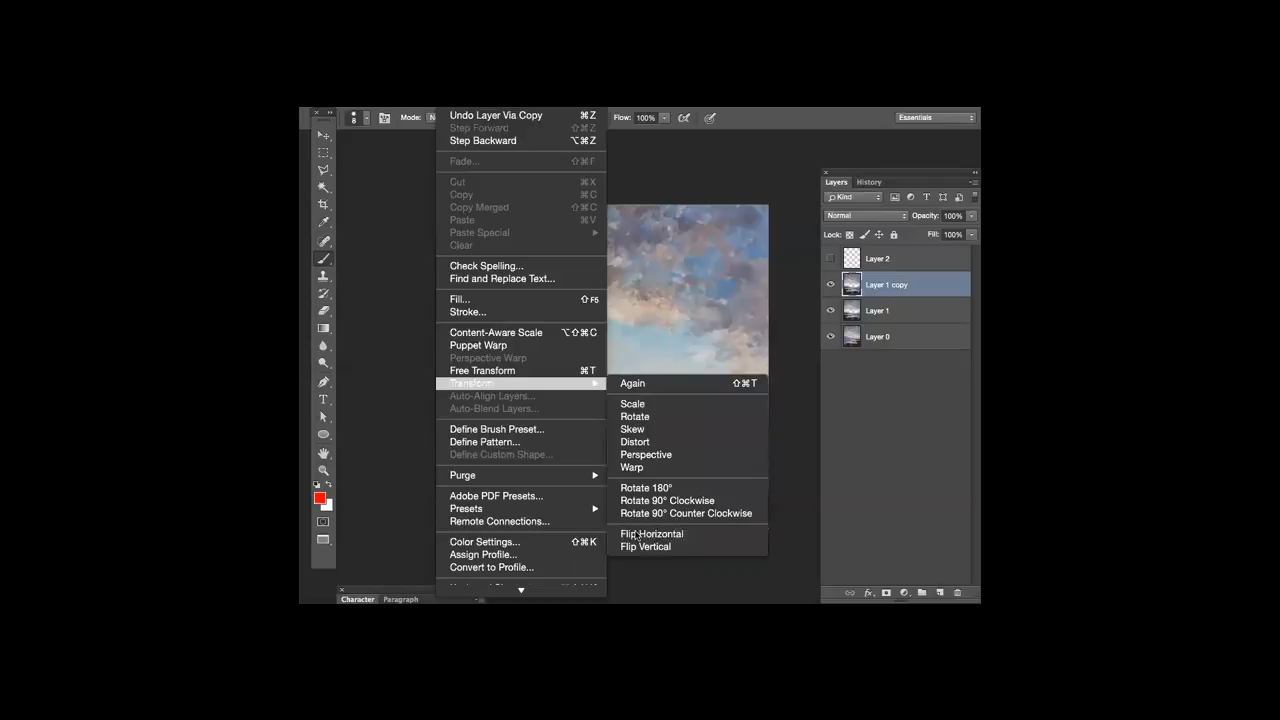 8
Mode:
Flow: 100%
Essentials
Undo Layer Via Copy ⌘Z
Step Forward ⇧⌘Z
Step Backward ⌥⌘Z
Fade... ⇧⌘F
Cut ⌘X
Copy ⌘C
Copy Merged ⇧⌘C
Paste ⌘V
Paste Special
Clear
Check Spelling...
Find and Replace Text...
Fill... ⇧F5
Stroke...
Content-Aware Scale ⌥⇧⌘C
Puppet Warp
Perspective Warp
Free Transform ⌘T
Transform
Auto-Align Layers...
Auto-Blend Layers...
Define Brush Preset...
Define Pattern...
Define Custom Shape...
Purge
Adobe PDF Presets...
Presets
Remote Connections...
Color Settings... ⇧⌘K
Assign Profile...
Convert to Profile...
Again ⇧⌘T
Scale
Rotate
Skew
Distort
Perspective
Warp
Rotate 180°
Rotate 90° Clockwise
Rotate 90° Counter Clockwise
Flip Horizontal
Flip Vertical
Layers History
Kind
Normal Opacity: 100%
Lock: Fill: 100%
Layer 2
Layer 1 copy
Layer 1
Layer 0
fx
Character Paragraph